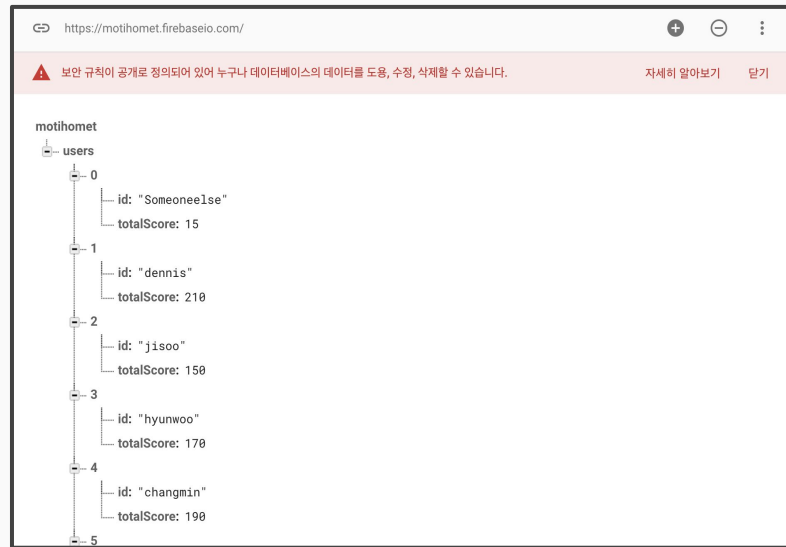 https://motihomet.firebaseio.com/
보안 규칙이 공개로 정의되어 있어 누구나 데이터베이스의 데이터를 도용, 수정, 삭제할 수 있습니다. 자세히 알아보기 닫기
motihomet
users
0
id: "Someoneelse"
totalScore: 15
1
id: "dennis"
totalScore: 210
2
id: "jisoo"
totalScore: 150
3
id: "hyunwoo"
totalScore: 170
4
id: "changmin"
totalScore: 190
5